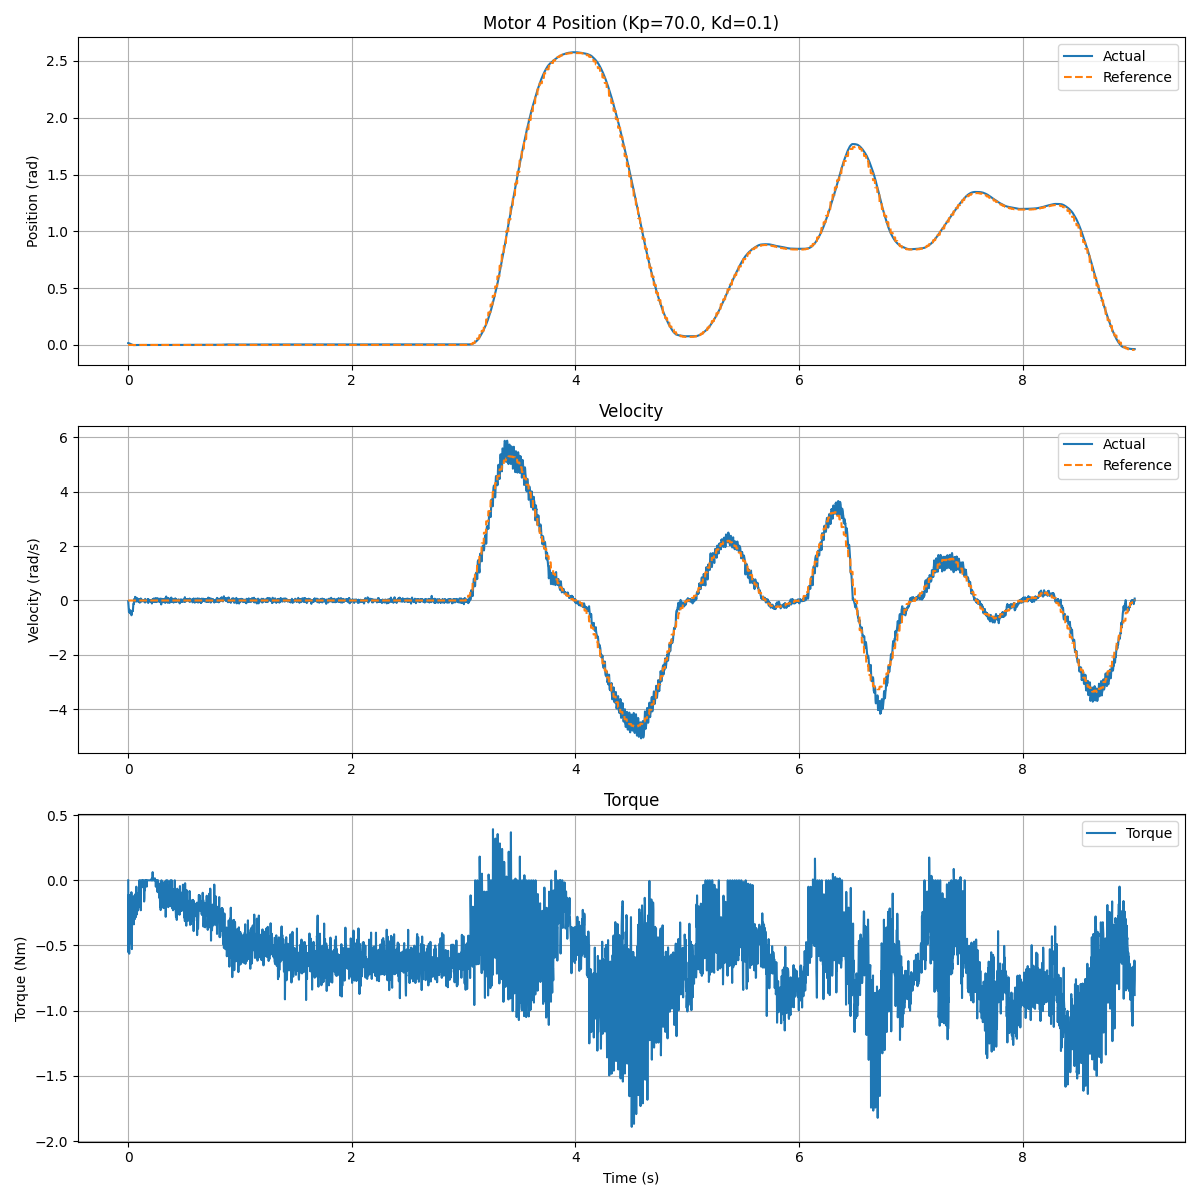 Motor 4 Position (Kp=70.0, Kd=0.1)
Position (rad)
2.5
2.0
1.5
1.0
0.5
0.0
Actual
Reference
0 2 4 6 8
Velocity
Velocity (rad/s)
6
4
2
0
−2
−4
Actual
Reference
0 2 4 6 8
Torque
Torque (Nm)
0.5
0.0
−0.5
−1.0
−1.5
−2.0
Torque
0 2 4 6 8
Time (s)